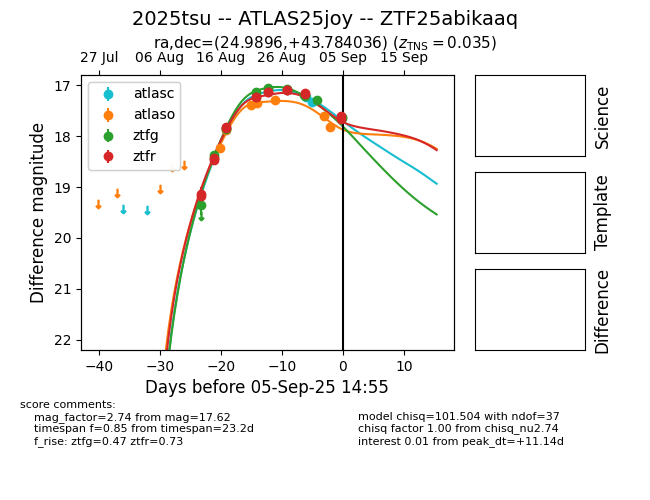 2025tsu -- ATLAS25joy -- ZTF25abikaaq
ra,dec=(24.9896,+43.784036) (z_TNS = 0.035)
27 Jul 06 Aug 16 Aug 26 Aug 05 Sep 15 Sep
atlasc
atlaso
ztfg
ztfr
Difference magnitude
17
18
19
20
21
22
−40 −30 −20 −10 0 10
Days before 05-Sep-25 14:55
Science
Template
Difference
score comments:
mag_factor=2.74 from mag=17.62
timespan f=0.85 from timespan=23.2d
f_rise: ztfg=0.47 ztfr=0.73
model chisq=101.504 with ndof=37
chisq factor 1.00 from chisq_nu2.74
interest 0.01 from peak_dt=+11.14d